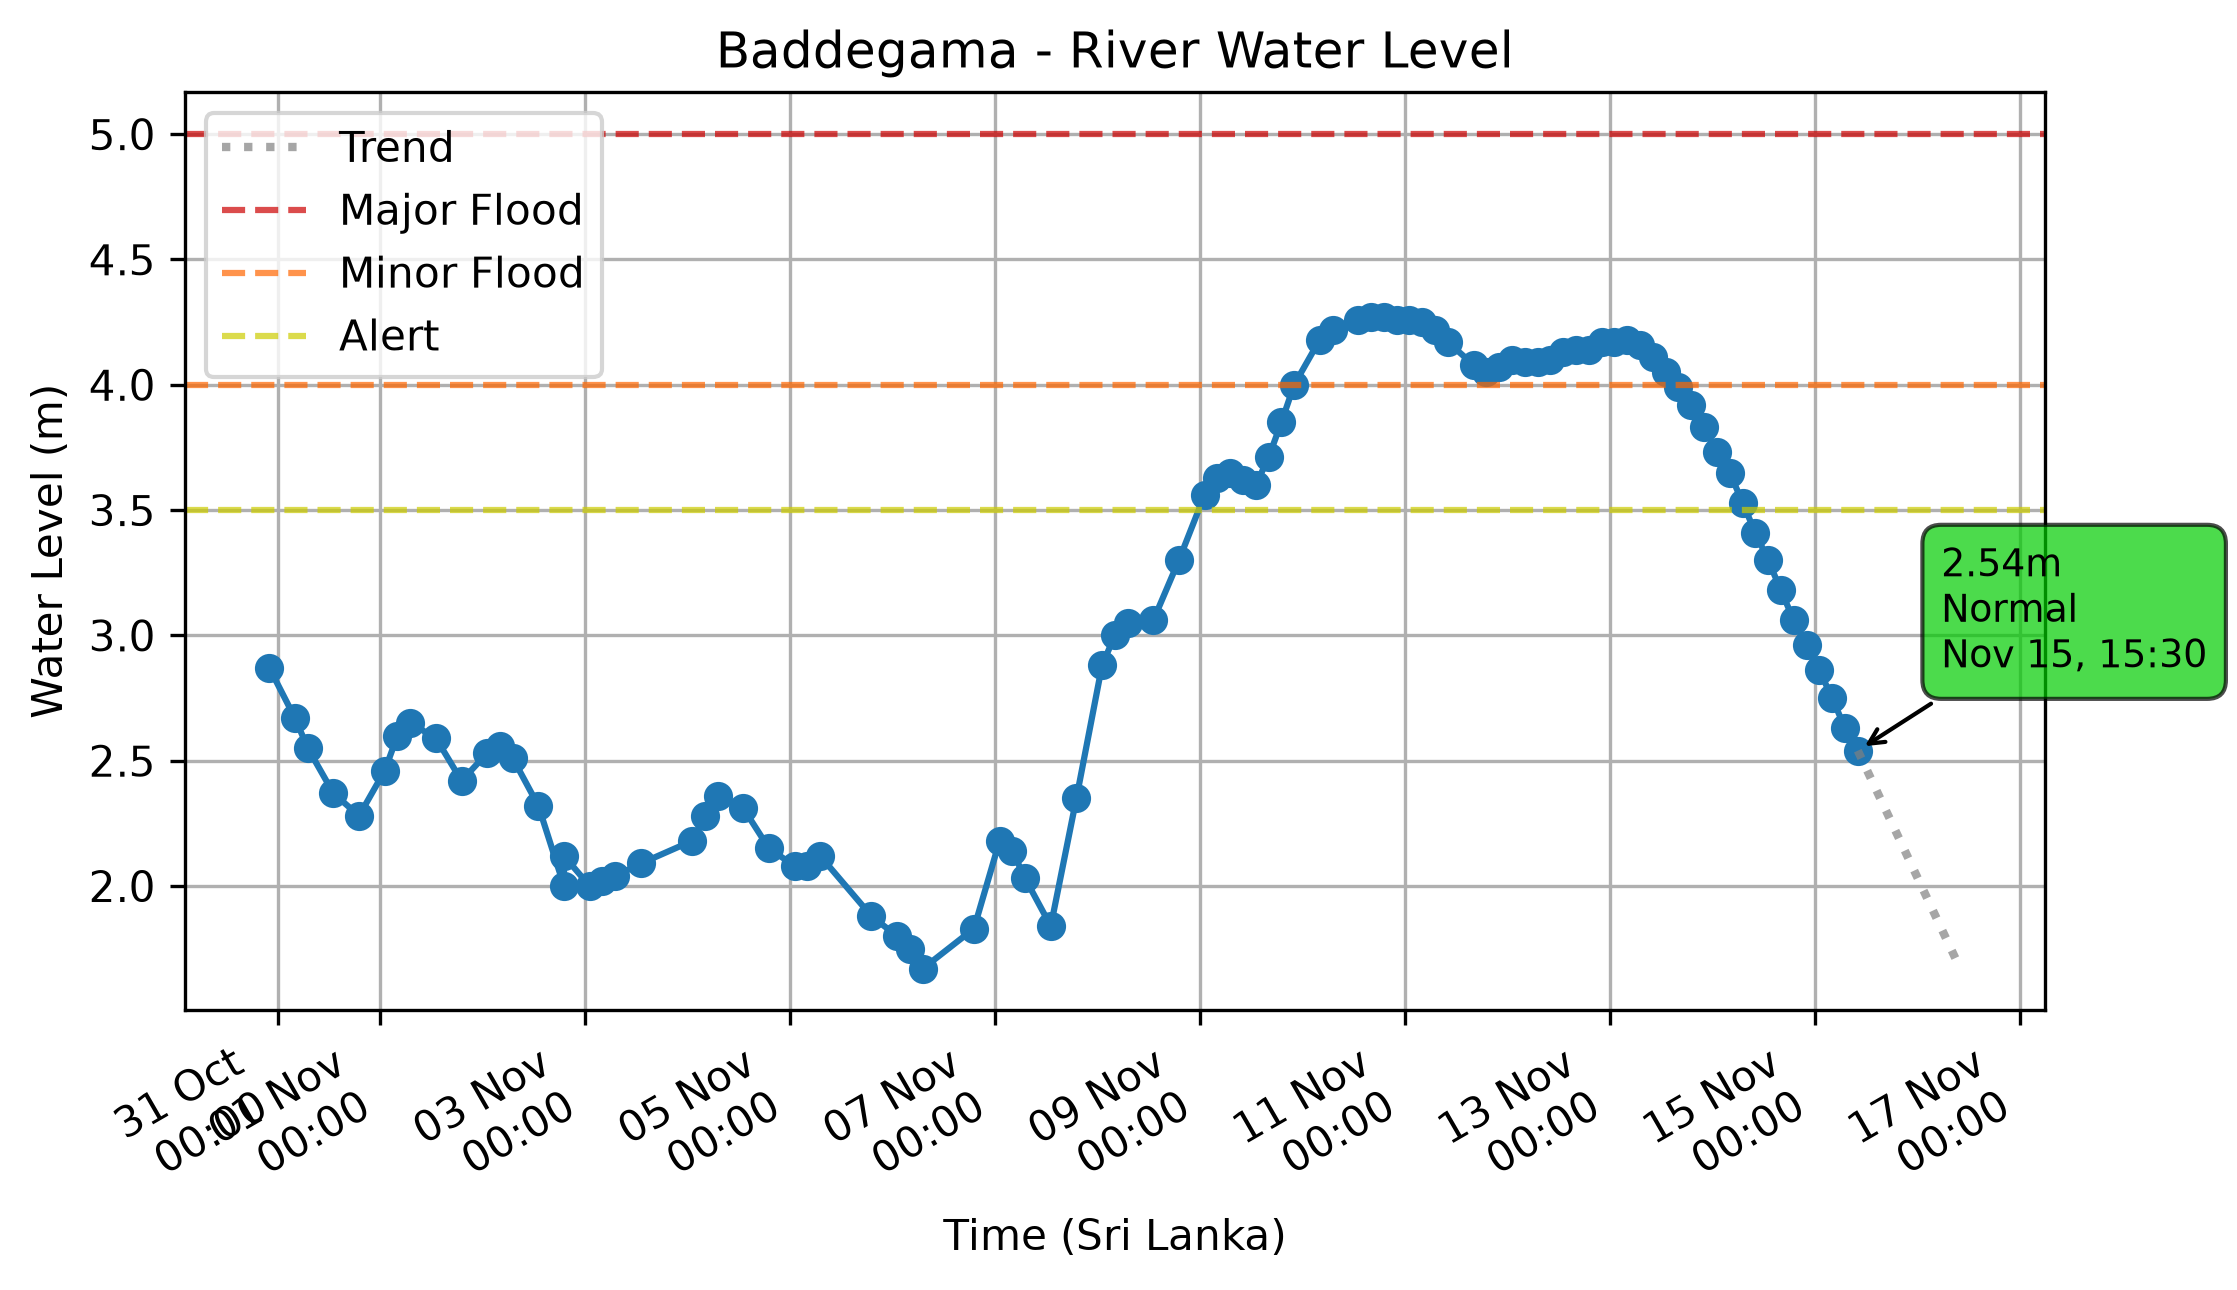 Baddegama - River Water Level
Trend
Major Flood
Minor Flood
Alert
5.0
4.5
4.0
3.5
3.0
2.5
2.0
Water Level (m)
2.54m
Normal
Nov 15, 15:30
31 Oct
00:00
01 Nov
00:00
03 Nov
00:00
05 Nov
00:00
07 Nov
00:00
09 Nov
00:00
11 Nov
00:00
13 Nov
00:00
15 Nov
00:00
17 Nov
00:00
Time (Sri Lanka)